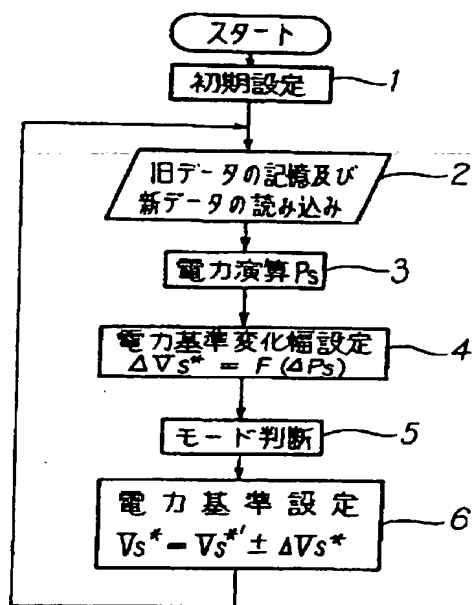 スタート
初期設定
1
旧データの記憶及び
新データの読み込み
2
電力演算 Ps
3
電力基準変化幅設定
ΔVs* = F(ΔPs)
4
モード判断
5
電力基準設定
Vs* = Vs*' ± ΔVs*
6